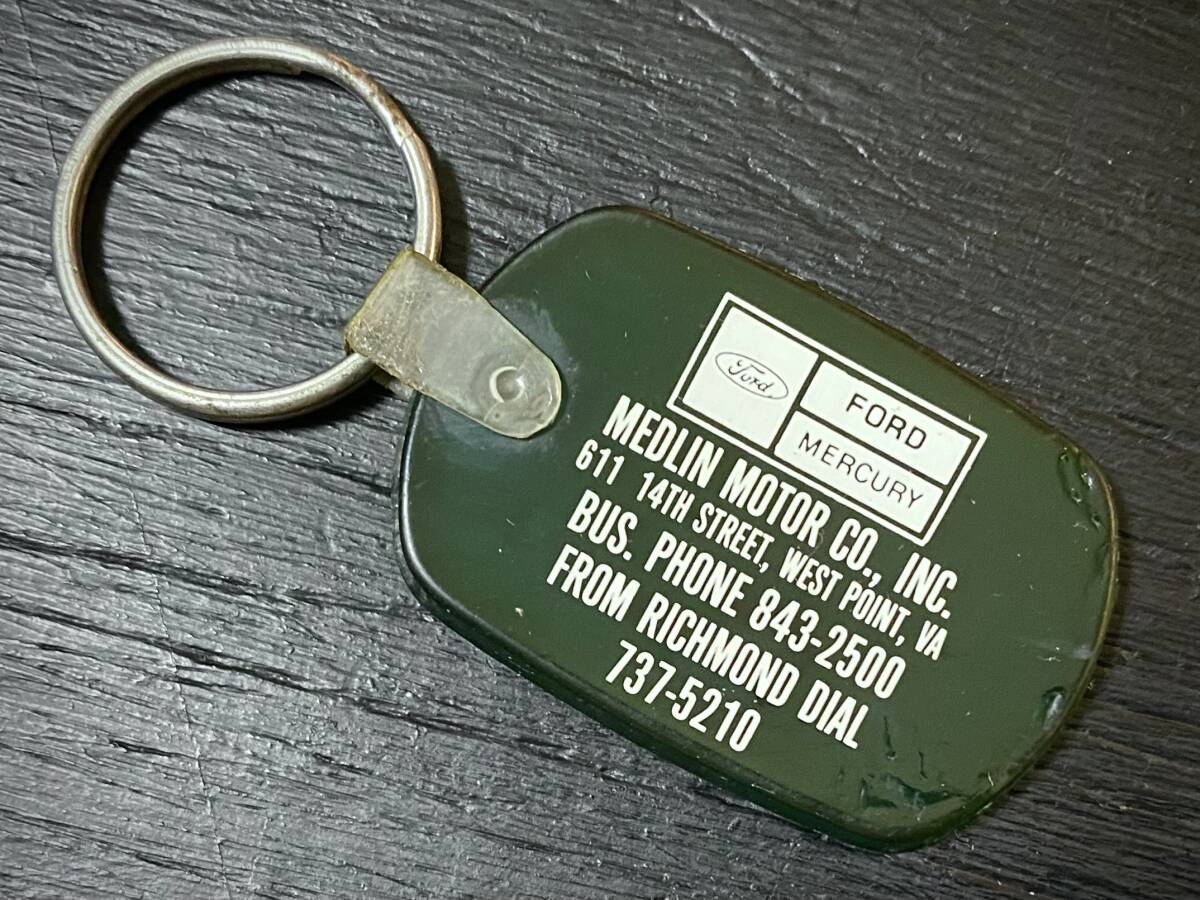 Ford
FORD
MERCURY
MEDLIN MOTOR CO., INC.
611 14TH STREET, WEST POINT, VA
BUS. PHONE 843-2500
FROM RICHMOND DIAL
737-5210